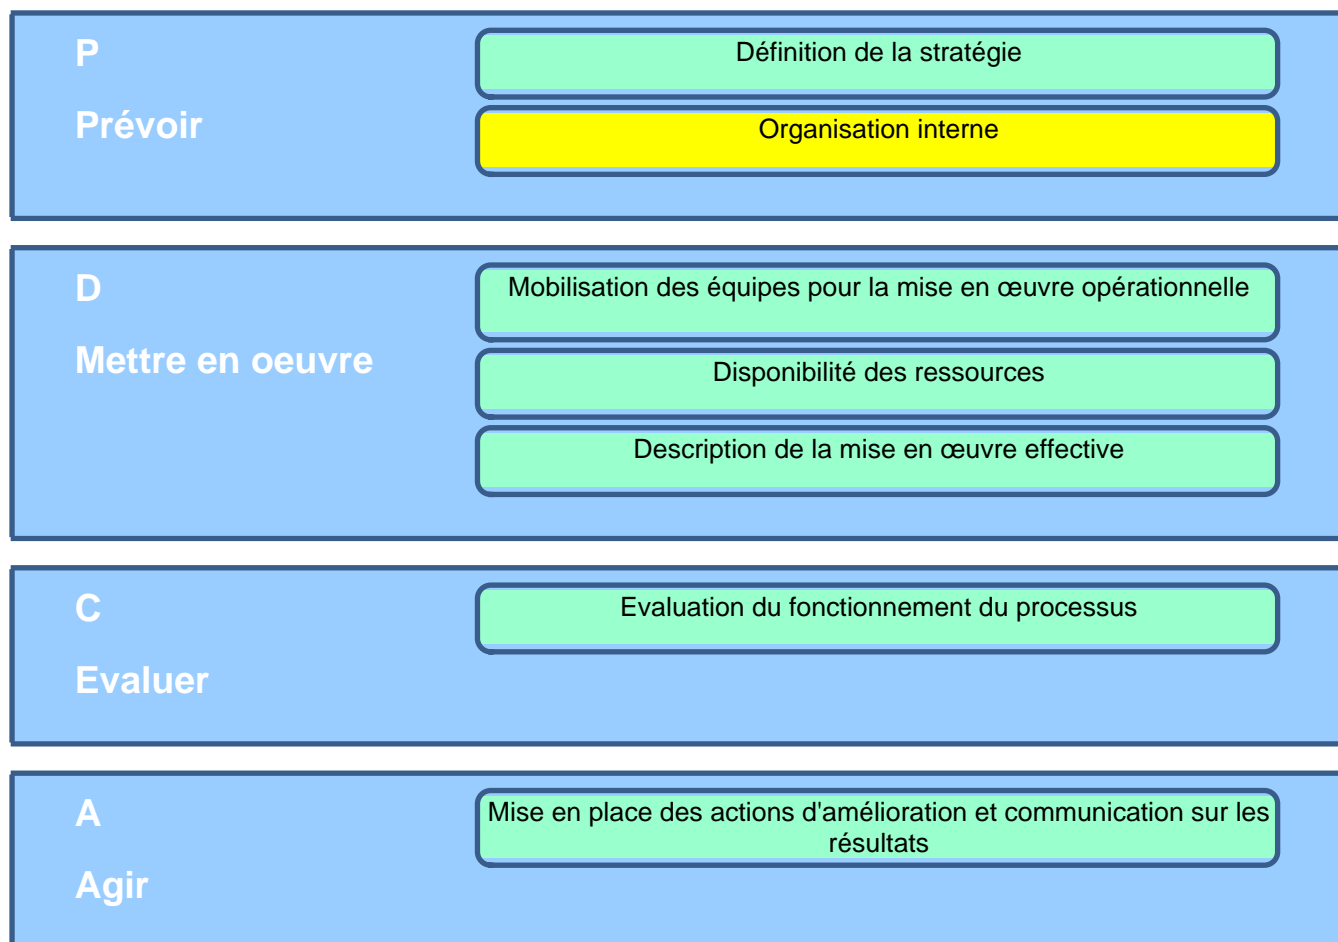 P
Prévoir
Définition de la stratégie
Organisation interne
D
Mettre en oeuvre
Mobilisation des équipes pour la mise en œuvre opérationnelle
Disponibilité des ressources
Description de la mise en œuvre effective
C
Evaluer
Evaluation du fonctionnement du processus
A
Agir
Mise en place des actions d'amélioration et communication sur les
résultats